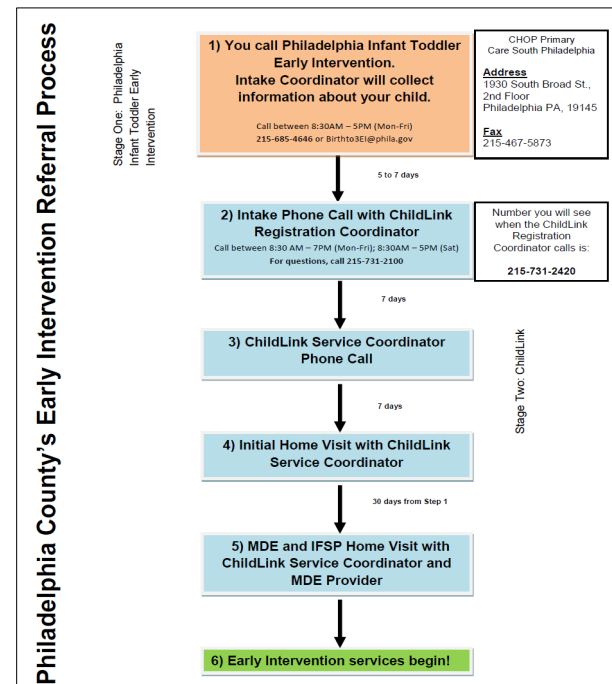 Philadelphia County's Early Intervention Referral Process
Stage One: Philadelphia
Infant Toddler Early
Intervention
1) You call Philadelphia Infant Toddler
Early Intervention.
Intake Coordinator will collect
information about your child.
Call between 8:30AM – 5PM (Mon-Fri)
215-685-4646 or Birthto3EI@phila.gov
CHOP Primary
Care South Philadelphia
Address
1930 South Broad St.,
2nd Floor
Philadelphia PA, 19145
Fax
215-467-5873
5 to 7 days
2) Intake Phone Call with ChildLink
Registration Coordinator
Call between 8:30 AM – 7PM (Mon-Fri); 8:30AM – 5PM (Sat)
For questions, call 215-731-2100
Number you will see
when the ChildLink
Registration
Coordinator calls is:
215-731-2420
7 days
3) ChildLink Service Coordinator
Phone Call
Stage Two: ChildLink
7 days
4) Initial Home Visit with ChildLink
Service Coordinator
30 days from Step 1
5) MDE and IFSP Home Visit with
ChildLink Service Coordinator and
MDE Provider
6) Early Intervention services begin!